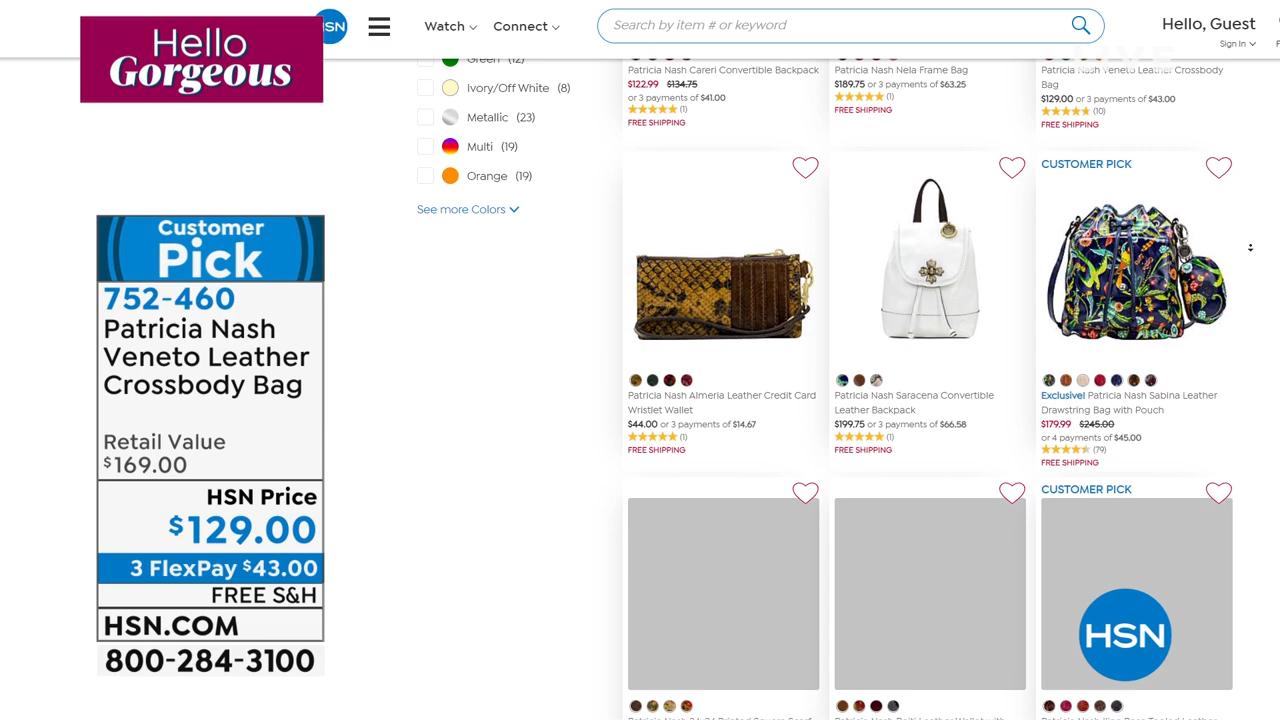 Hello
Gorgeous
HSN
Watch
Connect
Search by item # or keyword
Hello, Guest
Sign In
LIVE
Green (12)
Ivory/Off White (8)
Metallic (23)
Multi (19)
Orange (19)
See more Colors
Patricia Nash Careri Convertible Backpack
$122.99 $134.75
or 3 payments of $41.00
(1)
FREE SHIPPING
Patricia Nash Nela Frame Bag
$189.75 or 3 payments of $63.25
(1)
FREE SHIPPING
Patricia Nash Veneto Leather Crossbody
Bag
$129.00 or 3 payments of $43.00
(10)
FREE SHIPPING
Customer
Pick
752-460
Patricia Nash
Veneto Leather
Crossbody Bag
Retail Value
$169.00
HSN Price
$129.00
3 FlexPay $43.00
FREE S&H
HSN.COM
800-284-3100
Patricia Nash Almeria Leather Credit Card
Wristlet Wallet
$44.00 or 3 payments of $14.67
(1)
FREE SHIPPING
Patricia Nash Saracena Convertible
Leather Backpack
$199.75 or 3 payments of $66.58
(1)
FREE SHIPPING
CUSTOMER PICK
Exclusive! Patricia Nash Sabina Leather
Drawstring Bag with Pouch
$179.99 $245.00
or 4 payments of $45.00
(79)
FREE SHIPPING
CUSTOMER PICK
HSN